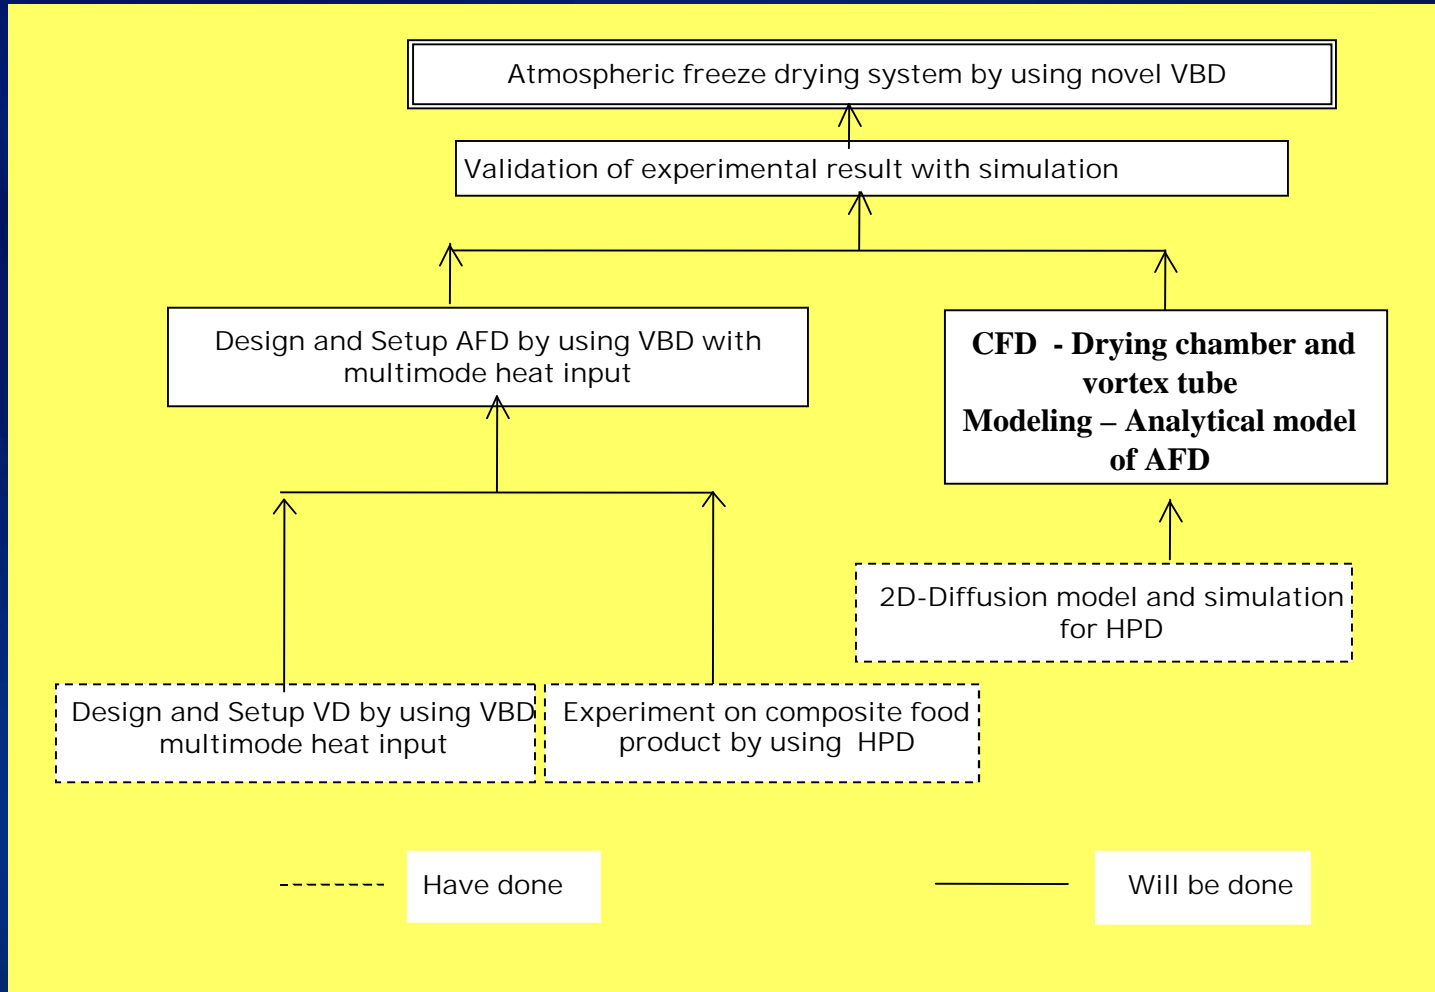 Atmospheric freeze drying system by using novel VBD
Validation of experimental result with simulation
Design and Setup AFD by using VBD with
multimode heat input
CFD - Drying chamber and
vortex tube
Modeling – Analytical model
of AFD
2D-Diffusion model and simulation
for HPD
Design and Setup VD by using VBD
multimode heat input
Experiment on composite food
product by using HPD
Have done
Will be done